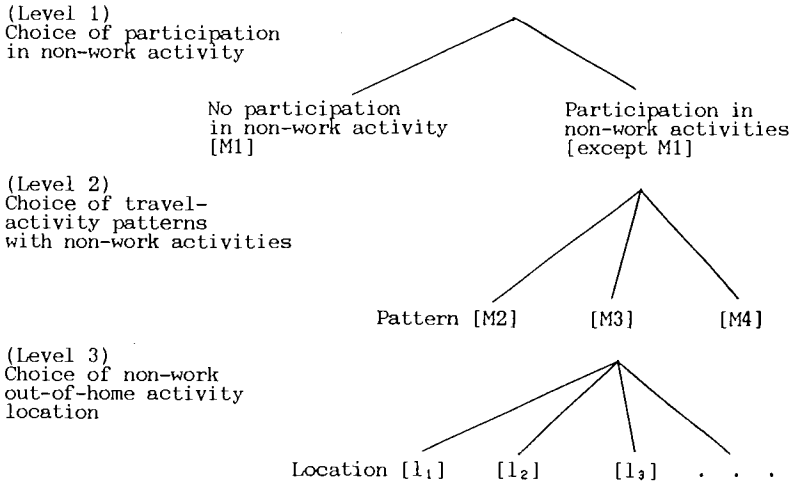 (Level 1)
Choice of participation
in non-work activity
No participation
in non-work activity
[M1]
Participation in
non-work activities
[except M1]
(Level 2)
Choice of travel-
activity patterns
with non-work activities
Pattern [M2] [M3] [M4]
(Level 3)
Choice of non-work
out-of-home activity
location
Location [l₁] [l₂] [l₃] . . .